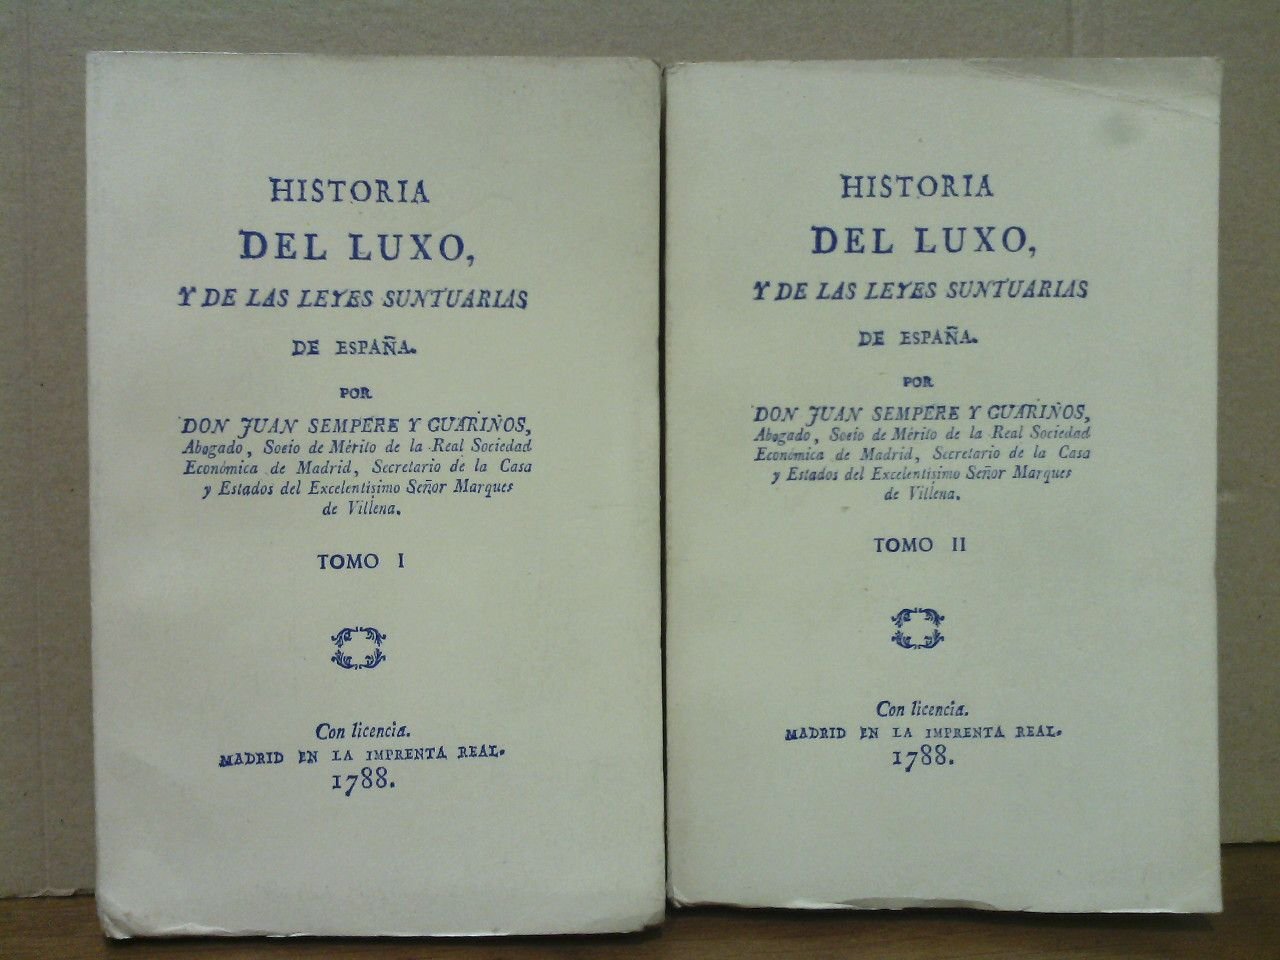 HISTORIA
DEL LUXO,
Y DE LAS LEYES SUNTUARIAS
DE ESPAÑA.
POR
DON JUAN SEMPERE Y GUARIÑOS,
Abogado, Socio de Mérito de la Real Sociedad
Económica de Madrid, Secretario de la Casa
y Estados del Excelentísimo Señor Marques
de Villena.
TOMO I
Con licencia.
MADRID EN LA IMPRENTA REAL.
1788.
HISTORIA
DEL LUXO,
Y DE LAS LEYES SUNTUARIAS
DE ESPAÑA.
POR
DON JUAN SEMPERE Y GUARIÑOS,
Abogado, Socio de Mérito de la Real Sociedad
Económica de Madrid, Secretario de la Casa
y Estados del Excelentísimo Señor Marques
de Villena.
TOMO II
Con licencia.
MADRID EN LA IMPRENTA REAL.
1788.